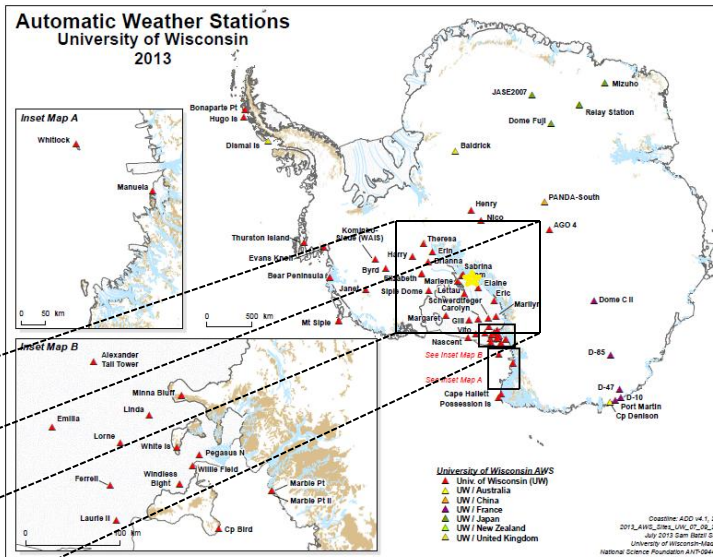 Automatic Weather Stations
University of Wisconsin
2013
Inset Map A
Whitlock
Manuela
0 50 km
Bonaparte Pt
Hugo Is
Dismal Is
JASE2007
Mizuho
Relay Station
Dome Fuji
Baldrick
PANDA-South
Henry
Nico
AGO 4
Thurston Island
Evans Knoll
Siple (WAIS)
Byrd
Bear Peninsula
Janet
Mt Siple
Harry
Theresa
Erin
Brianna
Elizabeth
Siple Dome
Marlene
Lettau
Sabrina
Elaine
Eric
Schwerdtfeger
Carolyn
Marilyn
Margaret
Gill
Vito
Nascent
See Inset Map B
See Inset Map A
Cape Hallett
Possession Is
Dome C II
D-85
D-47
D-10
Port Martin
Cp Denison
0 500 km
Inset Map B
Alexander
Tall Tower
Minna Bluff
Linda
Emilia
Lorne
White Is
Pegasus N
Willie Field
Windless
Bight
Ferrell
Marble Pt
Marble Pt II
Laurie II
Cp Bird
0 100 km
University of Wisconsin AWS
Univ. of Wisconsin (UW)
UW / Australia
UW / China
UW / France
UW / Japan
UW / New Zealand
UW / United Kingdom
Coastline: ADD v4.1,
July 2013 Sam Batzli
University of Wisconsin-Mad
National Science Foundation